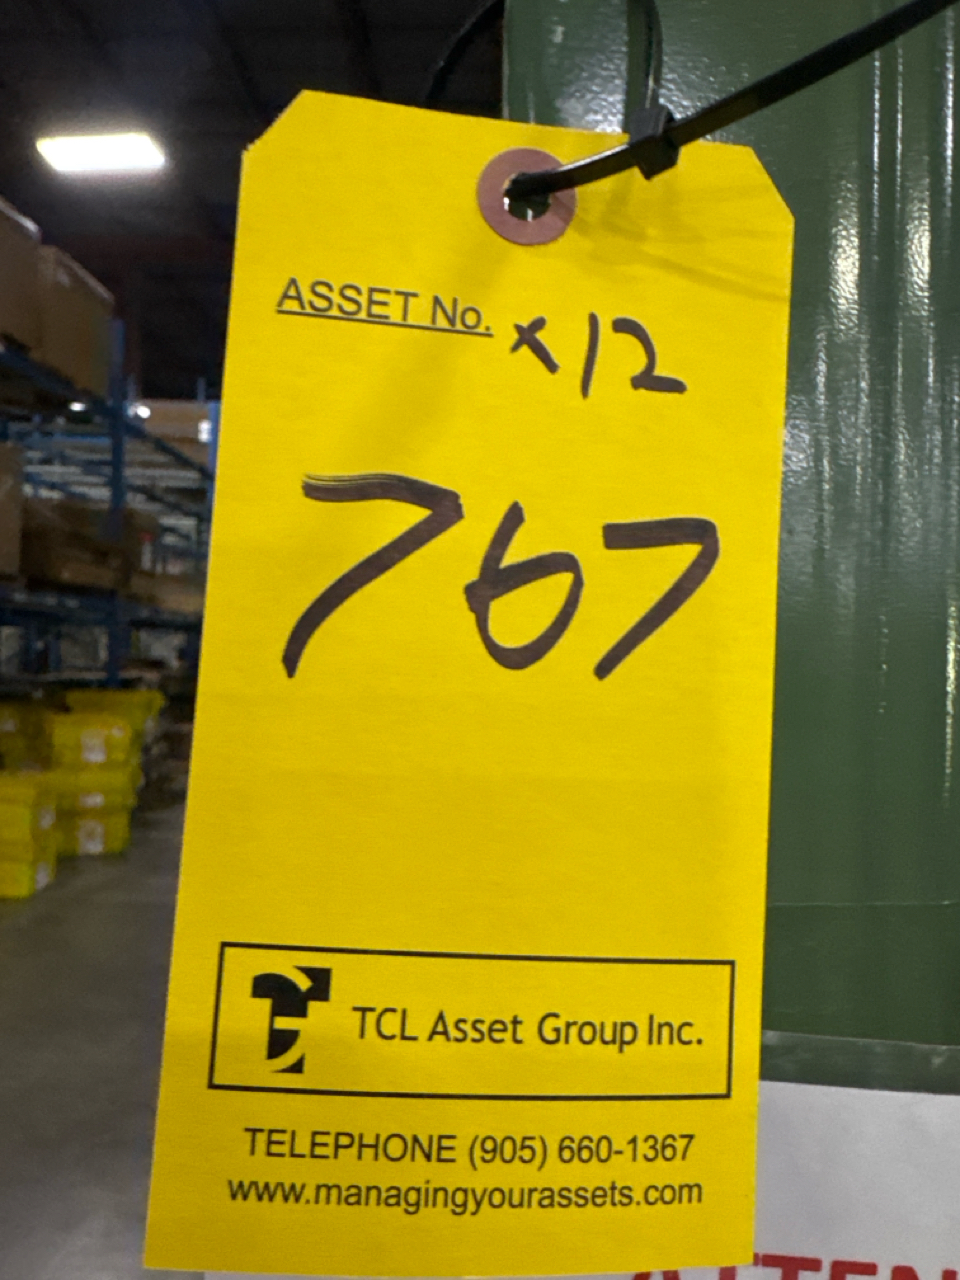 ASSET No. x12
767
TCL Asset Group Inc.
TELEPHONE (905) 660-1367
www.managingyourassets.com